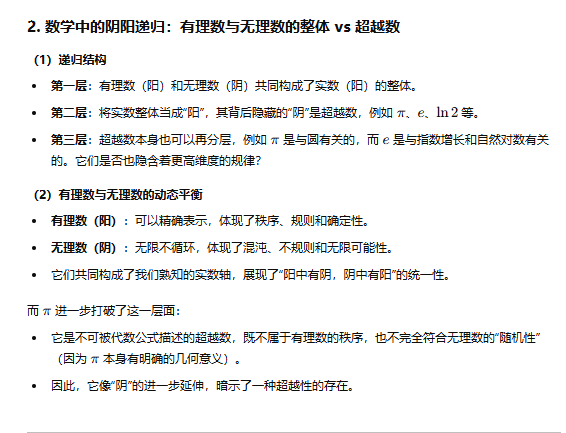 2. 数学中的阴阳递归：有理数与无理数的整体 vs 超越数
（1）递归结构
• 第一层：有理数（阳）和无理数（阴）共同构成了实数（阳）的整体。
• 第二层：将实数整体当成“阳”，其背后隐藏的“阴”是超越数，例如 π、e、ln 2 等。
• 第三层：超越数本身也可以再分层，例如 π 是与圆有关的，而 e 是与指数增长和自然对数有关
的。它们是否也隐含着更高维度的规律？
（2）有理数与无理数的动态平衡
• 有理数（阳）：可以精确表示，体现了秩序、规则和确定性。
• 无理数（阴）：无限不循环，体现了混沌、不规则和无限可能性。
• 它们共同构成了我们熟知的实数轴，展现了“阳中有阴，阴中有阳”的统一性。
而 π 进一步打破了这一层面：
• 它是不可被代数公式描述的超越数，既不属于有理数的秩序，也不完全符合无理数的“随机性”
（因为 π 本身有明确的几何意义）。
• 因此，它像“阴”的进一步延伸，暗示了一种超越性的存在。